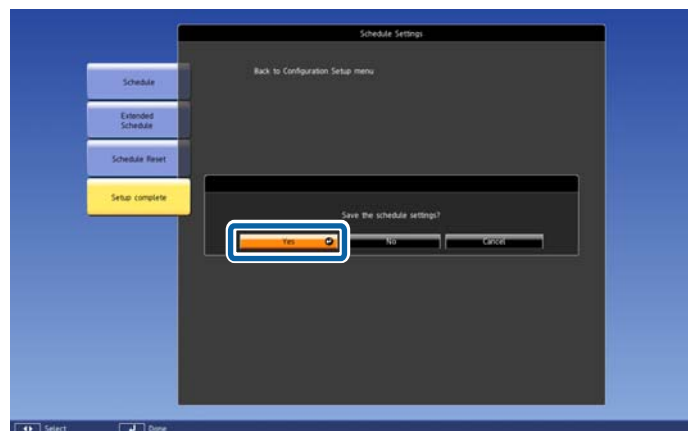 Schedule Settings
Back to Configuration Setup menu
Schedule
Extended
Schedule
Schedule Reset
Setup complete
Save the schedule settings?
Yes
No
Cancel
Select
Done